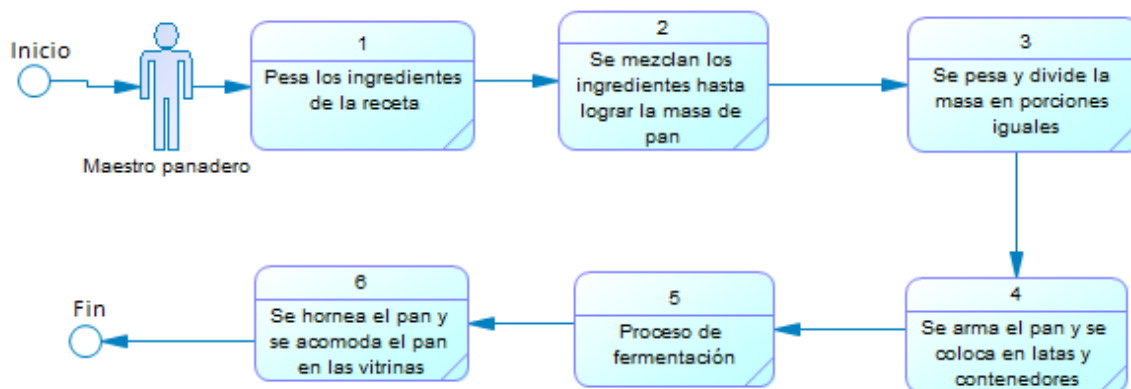 Inicio
Maestro panadero
1
Pesa los ingredientes
de la receta
2
Se mezclan los
ingredientes hasta
lograr la masa de
pan
3
Se pesa y divide la
masa en porciones
iguales
4
Se arma el pan y se
coloca en latas y
contenedores
5
Proceso de
fermentación
6
Se hornea el pan y
se acomoda el pan
en las vitrinas
Fin